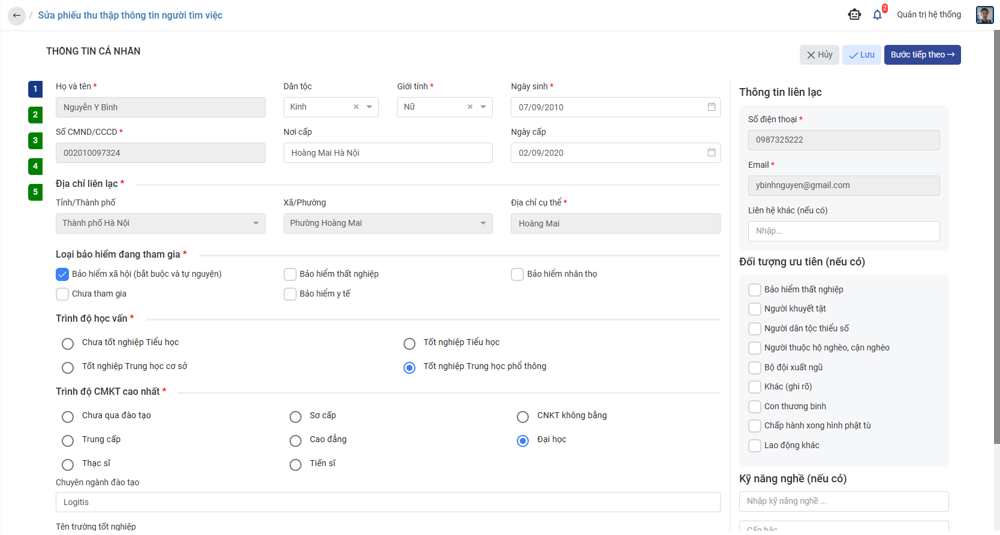 / Sửa phiếu thu thập thông tin người tìm việc
2
Quản trị hệ thống
THÔNG TIN CÁ NHÂN
Hủy
Lưu
Bước tiếp theo→
1
2
3
4
5
Họ và tên *
Dân tộc
Giới tính *
Ngày sinh *
Nguyễn Y Bình
Kinh
Nữ
07/09/2010
Số CMND/CCCD *
Nơi cấp
Ngày cấp
002010097324
Hoàng Mai Hà Nội
02/09/2020
Địa chỉ liên lạc *
Tỉnh/Thành phố
Xã/Phường
Địa chỉ cụ thể *
Thành phố Hà Nội
Phường Hoàng Mai
Hoàng Mai
Loại bảo hiểm đang tham gia *
Bảo hiểm xã hội (bắt buộc và tự nguyện)
Bảo hiểm thất nghiệp
Bảo hiểm nhân thọ
Chưa tham gia
Bảo hiểm y tế
Trình độ học vấn *
Chưa tốt nghiệp Tiểu học
Tốt nghiệp Tiểu học
Tốt nghiệp Trung học cơ sở
Tốt nghiệp Trung học phổ thông
Trình độ CMKT cao nhất *
Chưa qua đào tạo
Sơ cấp
CNKT không bằng
Trung cấp
Cao đẳng
Đại học
Thạc sĩ
Tiến sĩ
Chuyên ngành đào tạo
Logitis
Tên trường tốt nghiệp
Thông tin liên lạc
Số điện thoại *
0987325222
Email *
ybinhnguyen@gmail.com
Liên hệ khác (nếu có)
Nhập...
Đối tượng ưu tiên (nếu có)
Bảo hiểm thất nghiệp
Người khuyết tật
Người dân tộc thiểu số
Người thuộc hộ nghèo, cận nghèo
Bộ đội xuất ngũ
Khác (ghi rõ)
Con thương binh
Chấp hành xong hình phạt tù
Lao động khác
Kỹ năng nghề (nếu có)
Nhập kỹ năng nghề ...
Cấp bậc